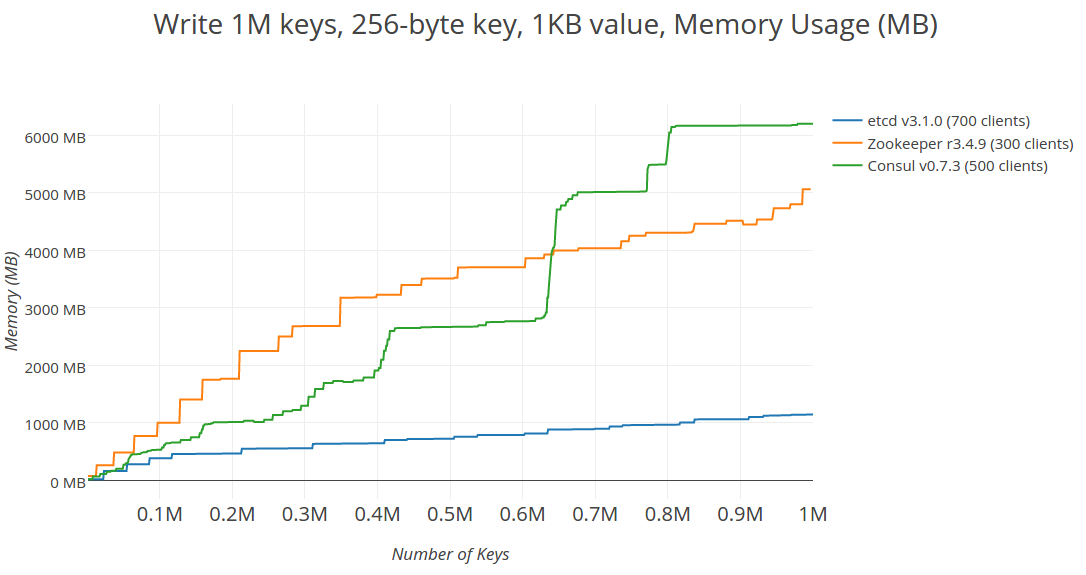 Write 1M keys, 256-byte key, 1KB value, Memory Usage (MB)
etcd v3.1.0 (700 clients)
Zookeeper r3.4.9 (300 clients)
Consul v0.7.3 (500 clients)
Memory (MB)
6000 MB
5000 MB
4000 MB
3000 MB
2000 MB
1000 MB
0 MB
0.1M 0.2M 0.3M 0.4M 0.5M 0.6M 0.7M 0.8M 0.9M 1M
Number of Keys